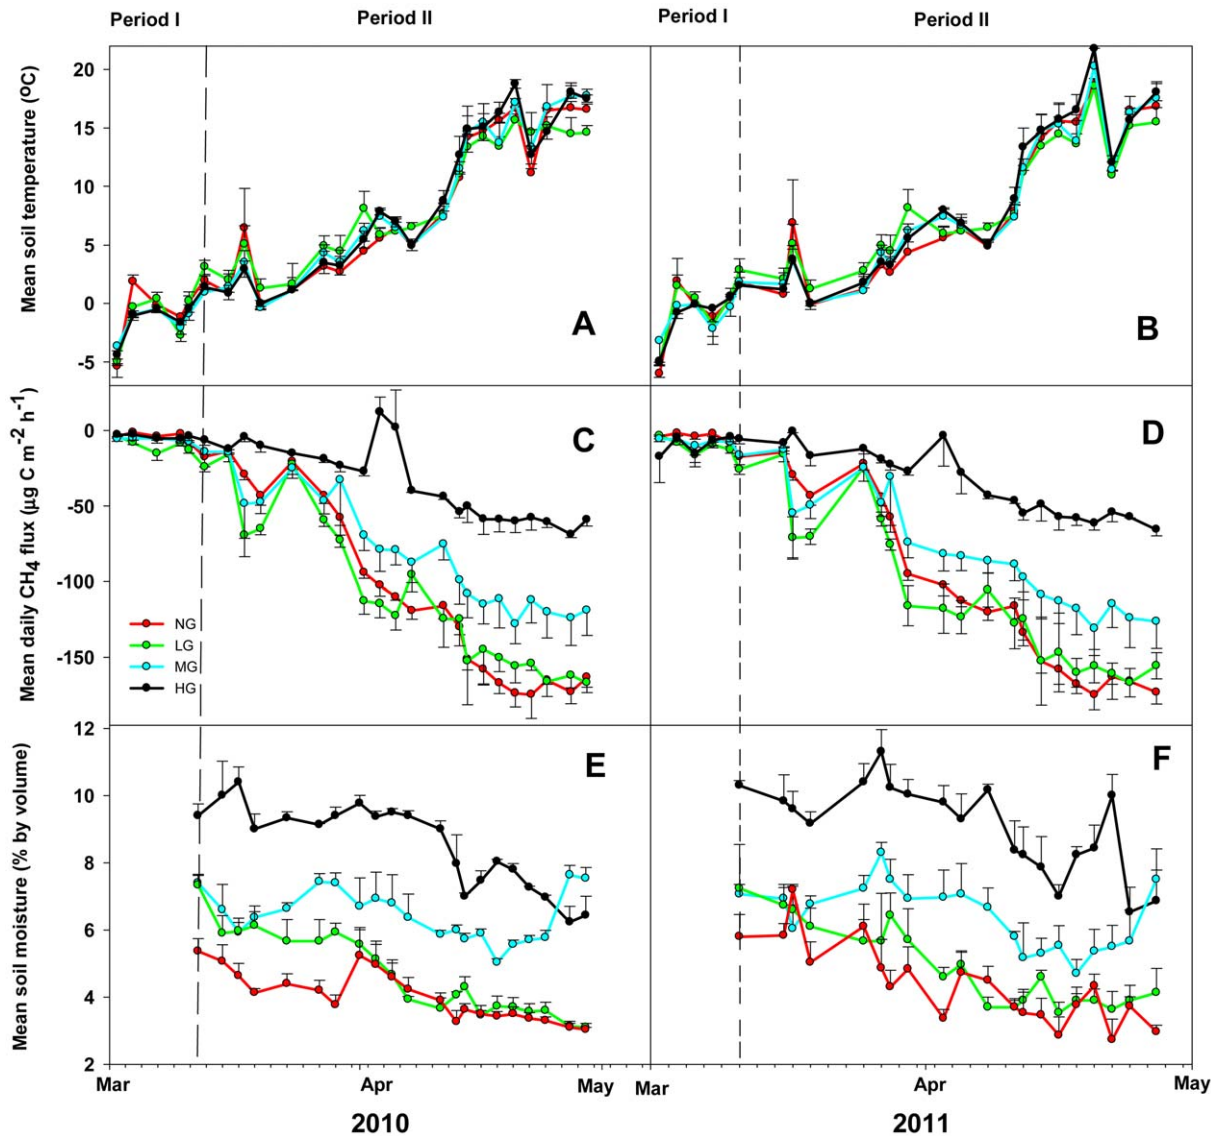 Period I Period II Period I Period II
Mean soil temperature (ºC)
20
15
10
5
0
-5
A
B
Mean daily CH4 flux (µg C m⁻² h⁻¹)
0
-50
-100
-150
C
D
NG
LG
MG
HG
Mean soil moisture (% by volume)
12
10
8
6
4
2
E
F
Mar Apr May Mar Apr May
2010 2011